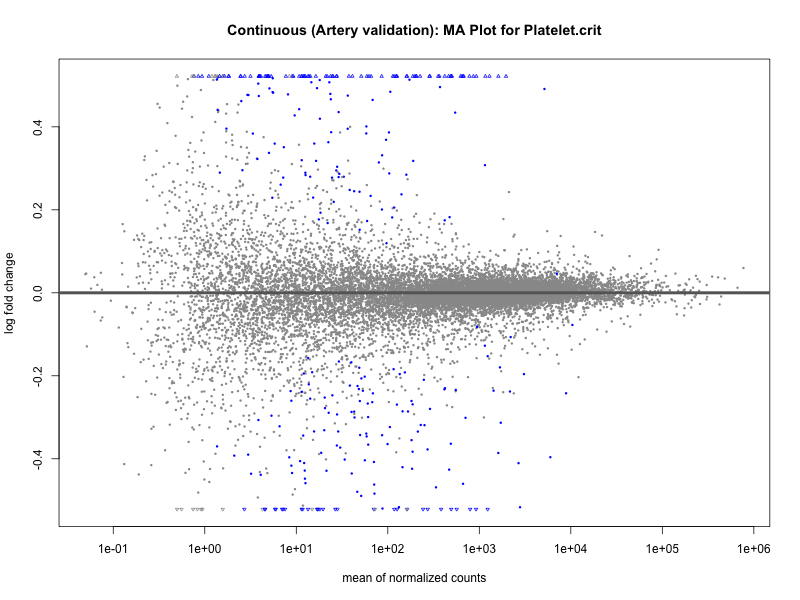 Continuous (Artery validation): MA Plot for Platelet.crit
log fold change
0.4
0.2
0.0
-0.2
-0.4
1e-01 1e+00 1e+01 1e+02 1e+03 1e+04 1e+05 1e+06
mean of normalized counts